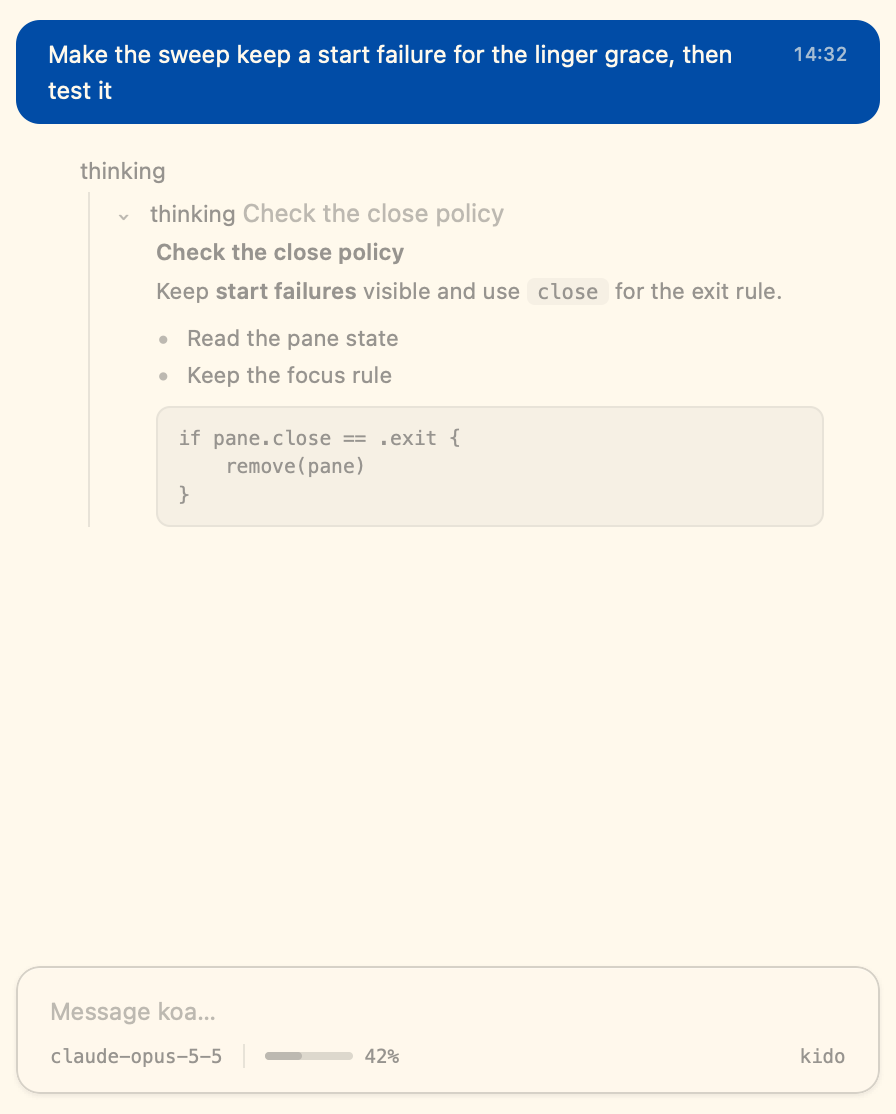 Make the sweep keep a start failure for the linger grace, then
test it
14:32
thinking
thinking Check the close policy
Check the close policy
Keep start failures visible and use close for the exit rule.
• Read the pane state
• Keep the focus rule
if pane.close == .exit {
    remove(pane)
}
Message koa...
claude-opus-5-5
42%
kido